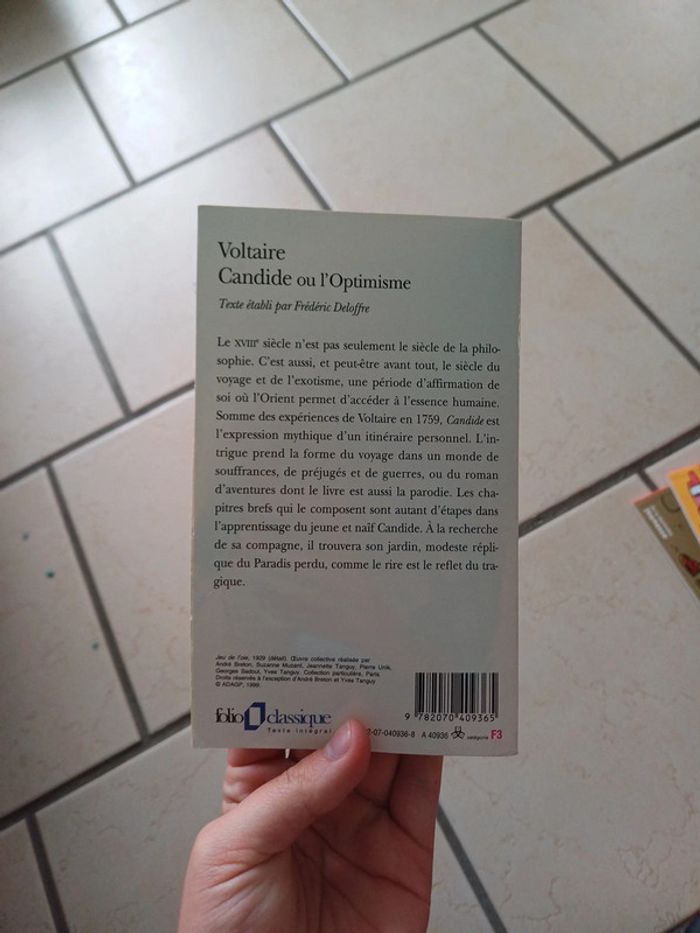 Voltaire
Candide ou l'Optimisme
Texte établi par Frédéric Deloffre
Le XVIIIe siècle n'est pas seulement le siècle de la philo-
sophie. C'est aussi, et peut-être avant tout, le siècle du
voyage et de l'exotisme, une période d'affirmation de
soi où l'Orient permet d'accéder à l'essence humaine.
Somme des expériences de Voltaire en 1759, Candide est
l'expression mythique d'un itinéraire personnel. L'in-
trigue prend la forme du voyage dans un monde de
souffrances, de préjugés et de guerres, ou du roman
d'aventures dont le livre est aussi la parodie. Les cha-
pitres brefs qui le composent sont autant d'étapes dans
l'apprentissage du jeune et naïf Candide. À la recherche
de sa compagne, il trouvera son jardin, modeste répli-
que du Paradis perdu, comme le rire est le reflet du tra-
gique.
Jeu de l'oie, 1929 (détail). Œuvre collective réalisée par
André Breton, Suzanne Muzard, Jeannette Tanguy, Pierre Unik,
Georges Sadoul, Yves Tanguy. Collection particulière, Paris.
Droits réservés à l'exception d'André Breton et Yves Tanguy
© ADAGP, 1999.
9 782070 409365
folio classique
Texte intégral
2-07-040936-8 A 40936 catégorie F3